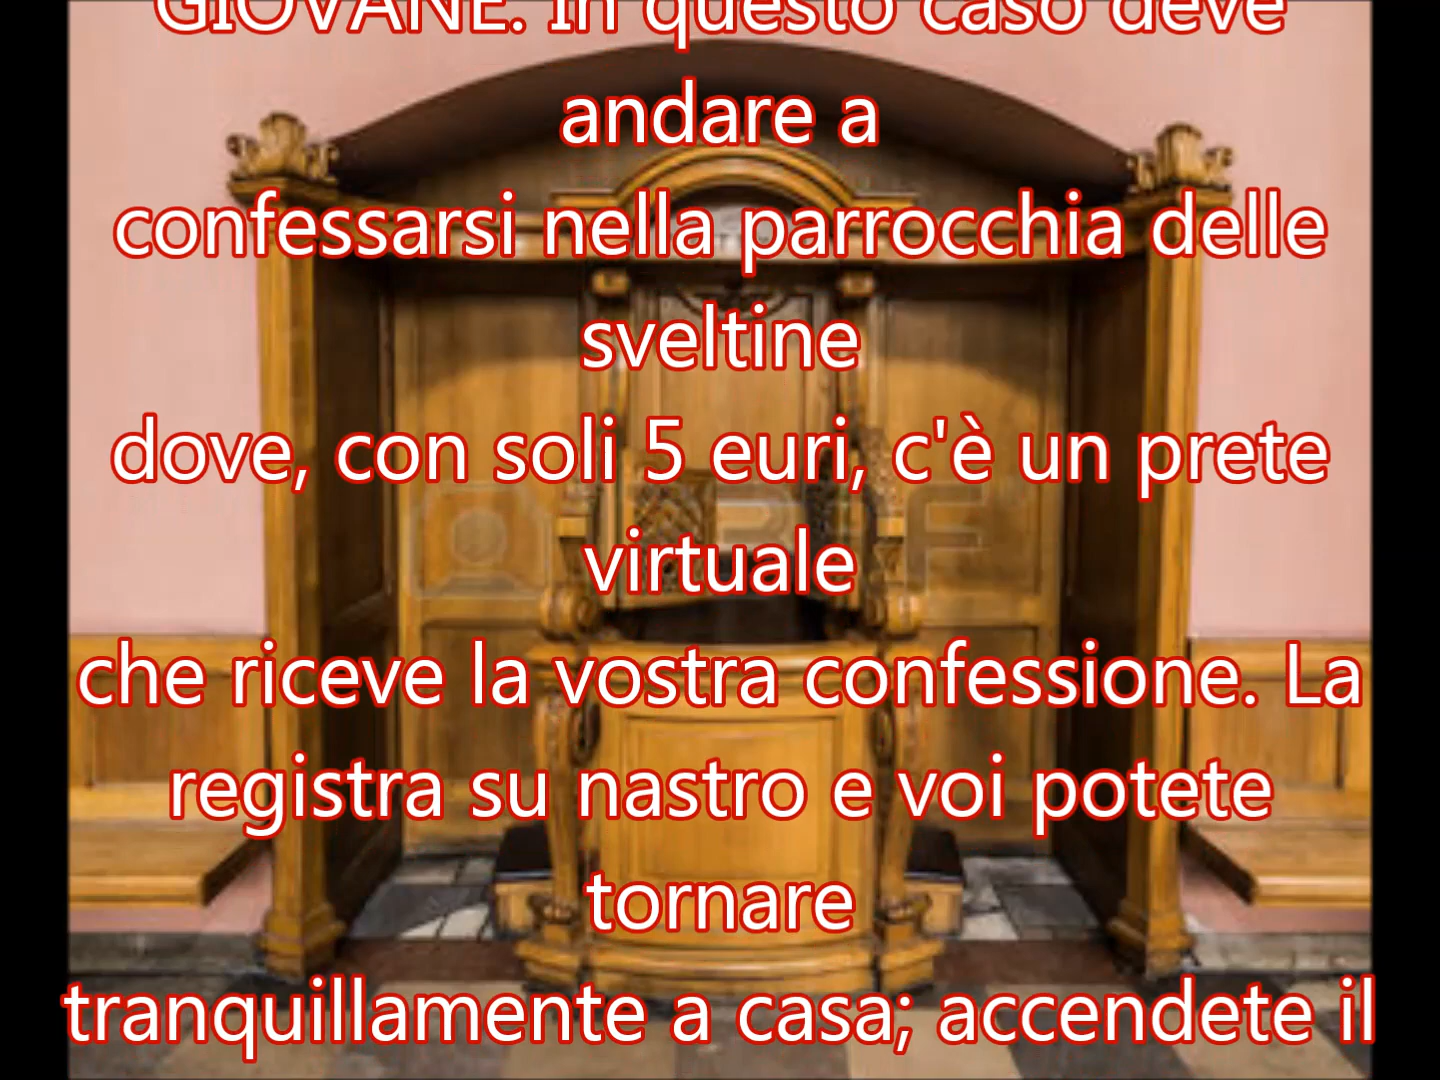 GIOVANE. In questo caso deve
andare a
confessarsi nella parrocchia delle
sveltine
dove, con soli 5 euri, c'è un prete
virtuale
che riceve la vostra confessione. La
registra su nastro e voi potete
tornare
tranquillamente a casa; accendete il